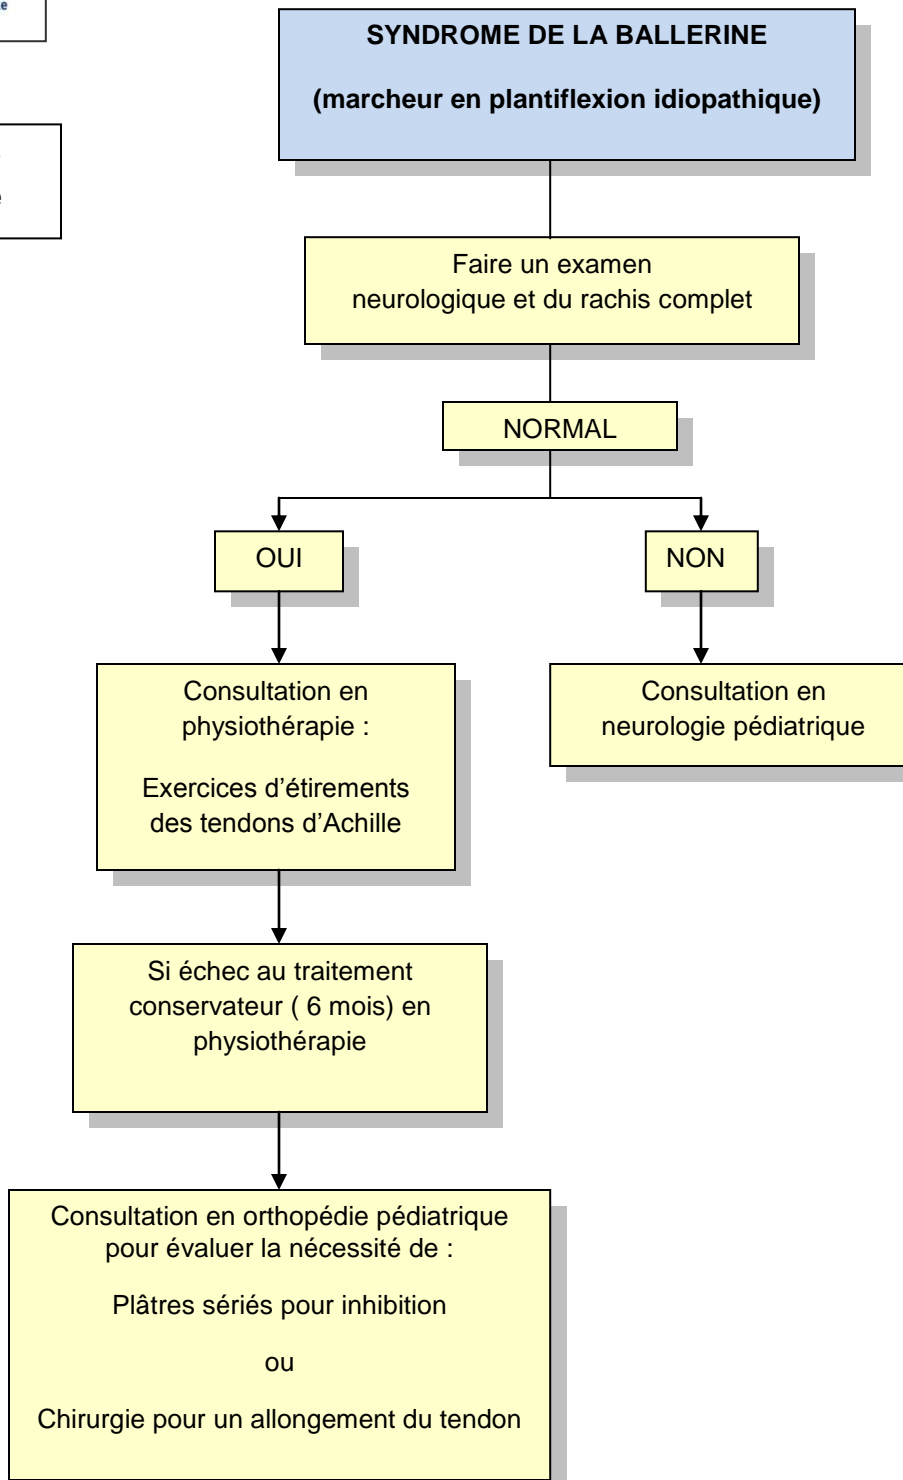 SYNDROME DE LA BALLERINE
(marcheur en plantiflexion idiopathique)
Faire un examen
neurologique et du rachis complet
NORMAL
OUI
NON
Consultation en
physiothérapie :
Exercices d’étirements
des tendons d’Achille
Consultation en
neurologie pédiatrique
Si échec au traitement
conservateur ( 6 mois) en
physiothérapie
Consultation en orthopédie pédiatrique
pour évaluer la nécessité de :
Plâtres sériés pour inhibition
ou
Chirurgie pour un allongement du tendon